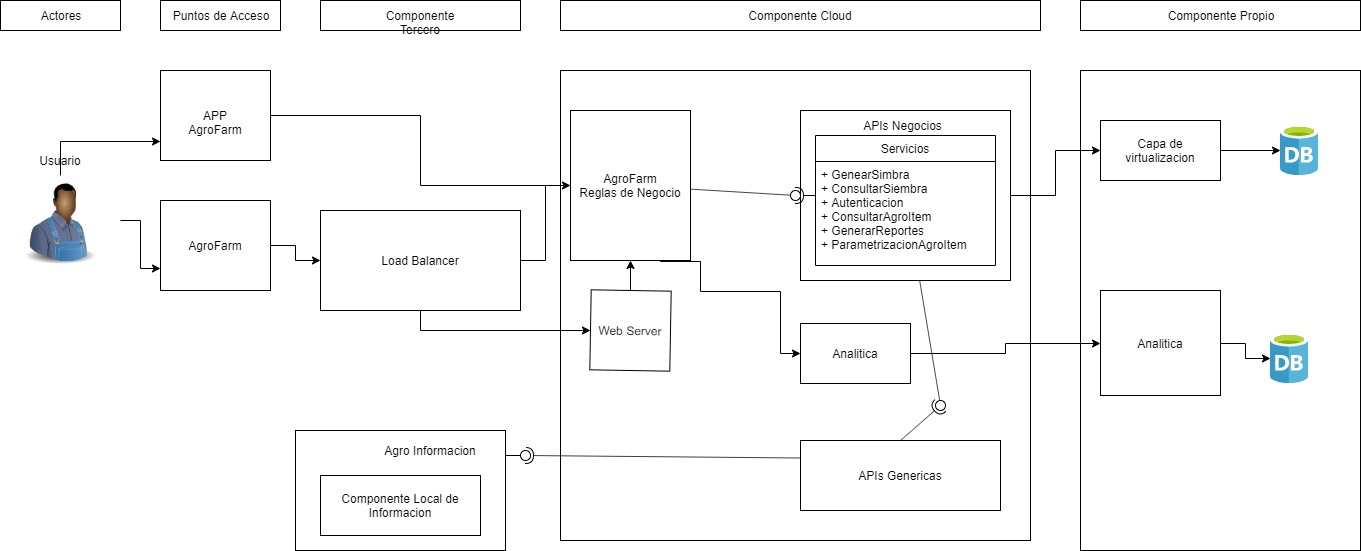 Actores
Puntos de Acceso
Componente
Tercero
Componente Cloud
Componente Propio
Usuario
APP
AgroFarm
AgroFarm
Load Balancer
AgroFarm
Reglas de Negocio
Web Server
APIs Negocios
Servicios
+ GenearSimbra
+ ConsultarSiembra
+ Autenticacion
+ ConsultarAgroItem
+ GenerarReportes
+ ParametrizacionAgroItem
Analitica
Capa de
virtualizacion
DB
Analitica
DB
Agro Informacion
Componente Local de
Informacion
APIs Genericas